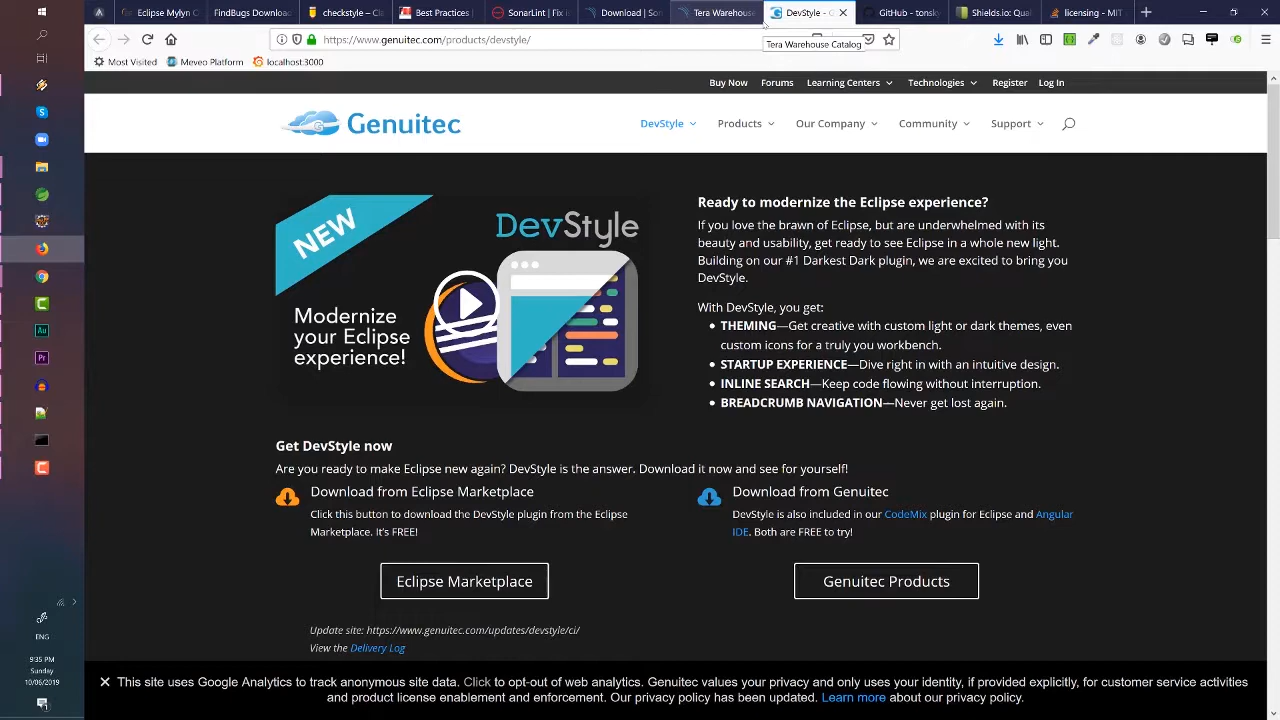 Eclipse Mylyn C
FindBugs Download
checkstyle – Cl
Best Practices
SonarLint | Fix is
Download | So
Tera Warehouse
DevStyle - G
GitHub - tonsky
Shields.io: Qual
licensing - MIT
https://www.genuitec.com/products/devstyle/
Tera Warehouse Catalog
Most Visited
Meveo Platform
localhost:3000
Buy Now
Forums
Learning Centers
Technologies
Register
Log In
Genuitec
DevStyle
Products
Our Company
Community
Support
NEW
DevStyle
Modernize
your Eclipse
experience!
Ready to modernize the Eclipse experience?
If you love the brawn of Eclipse, but are underwhelmed with its
beauty and usability, get ready to see Eclipse in a whole new light.
Building on our #1 Darkest Dark plugin, we are excited to bring you
DevStyle.
With DevStyle, you get:
THEMING—Get creative with custom light or dark themes, even
custom icons for a truly you workbench.
STARTUP EXPERIENCE—Dive right in with an intuitive design.
INLINE SEARCH—Keep code flowing without interruption.
BREADCRUMB NAVIGATION—Never get lost again.
Get DevStyle now
Are you ready to make Eclipse new again? DevStyle is the answer. Download it now and see for yourself!
Download from Eclipse Marketplace
Click this button to download the DevStyle plugin from the Eclipse
Marketplace. It's FREE!
Eclipse Marketplace
Download from Genuitec
DevStyle is also included in our CodeMix plugin for Eclipse and Angular
IDE. Both are FREE to try!
Genuitec Products
Update site: https://www.genuitec.com/updates/devstyle/ci/
View the Delivery Log
This site uses Google Analytics to track anonymous site data. Click to opt-out of web analytics. Genuitec values your privacy and only uses your identity, if provided explicitly, for customer service activities
and product license enablement and enforcement. Our privacy policy has been updated. Learn more about our privacy program.
Au
Pr
ENG
9:35 PM
Sunday
10/06/2019